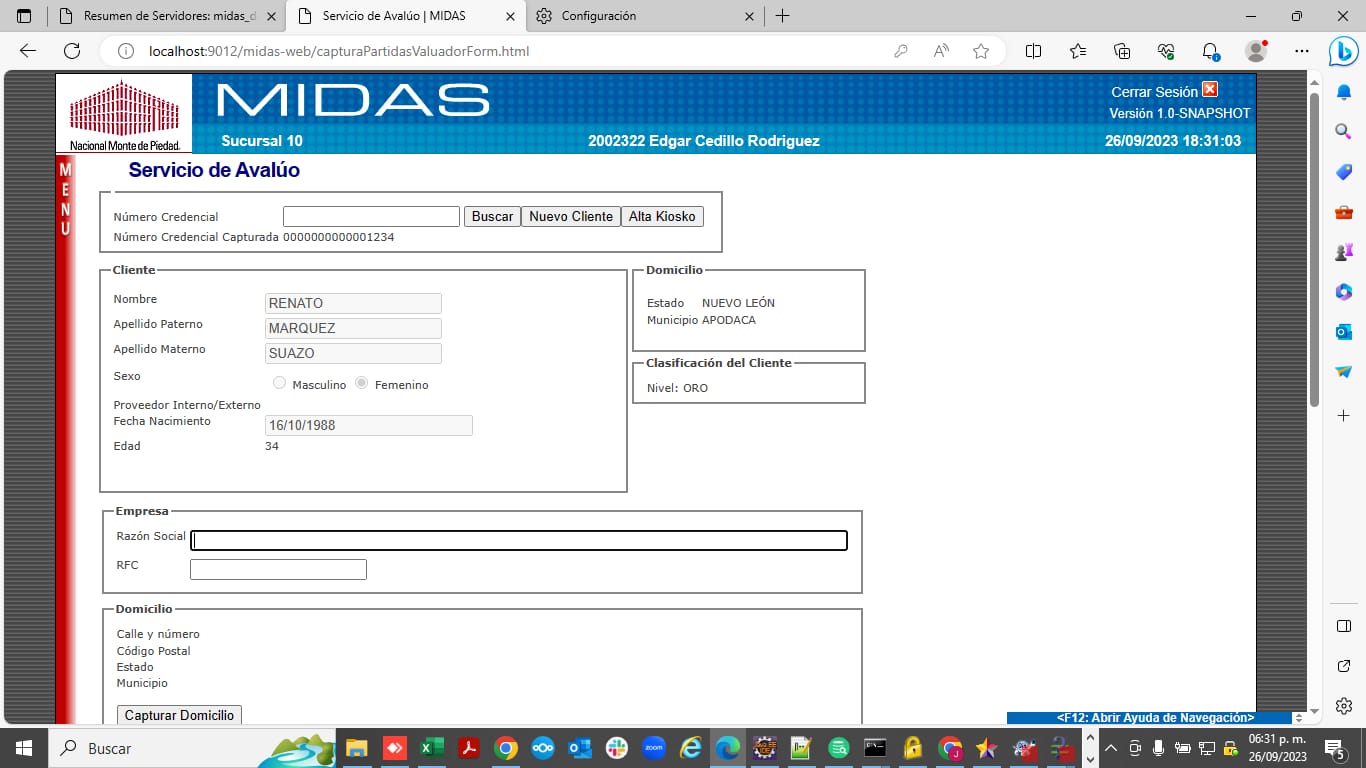 Resumen de Servidores: midas_d
Servicio de Avalúo | MIDAS
Configuración
localhost:9012/midas-web/capturaPartidasValuadorForm.html
Nacional Monte de Piedad.
MIDAS
Cerrar Sesión
Versión 1.0-SNAPSHOT
Sucursal 10
2002322 Edgar Cedillo Rodriguez
26/09/2023 18:31:03
MENU
Servicio de Avalúo
Número Credencial
Buscar
Nuevo Cliente
Alta Kiosko
Número Credencial Capturada 0000000000001234
Cliente
Nombre RENATO
Apellido Paterno MARQUEZ
Apellido Materno SUAZO
Sexo Masculino Femenino
Proveedor Interno/Externo
Fecha Nacimiento 16/10/1988
Edad 34
Domicilio
Estado NUEVO LEÓN
Municipio APODACA
Clasificación del Cliente
Nivel: ORO
Empresa
Razón Social
RFC
Domicilio
Calle y número
Código Postal
Estado
Municipio
Capturar Domicilio
<F12: Abrir Ayuda de Navegación>
Buscar
zoom
06:31 p. m.
26/09/2023
5